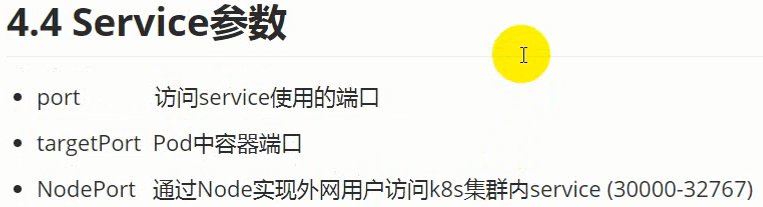 4.4 Service参数
port 访问service使用的端口
targetPort Pod中容器端口
NodePort 通过Node实现外网用户访问k8s集群内service (30000-32767)